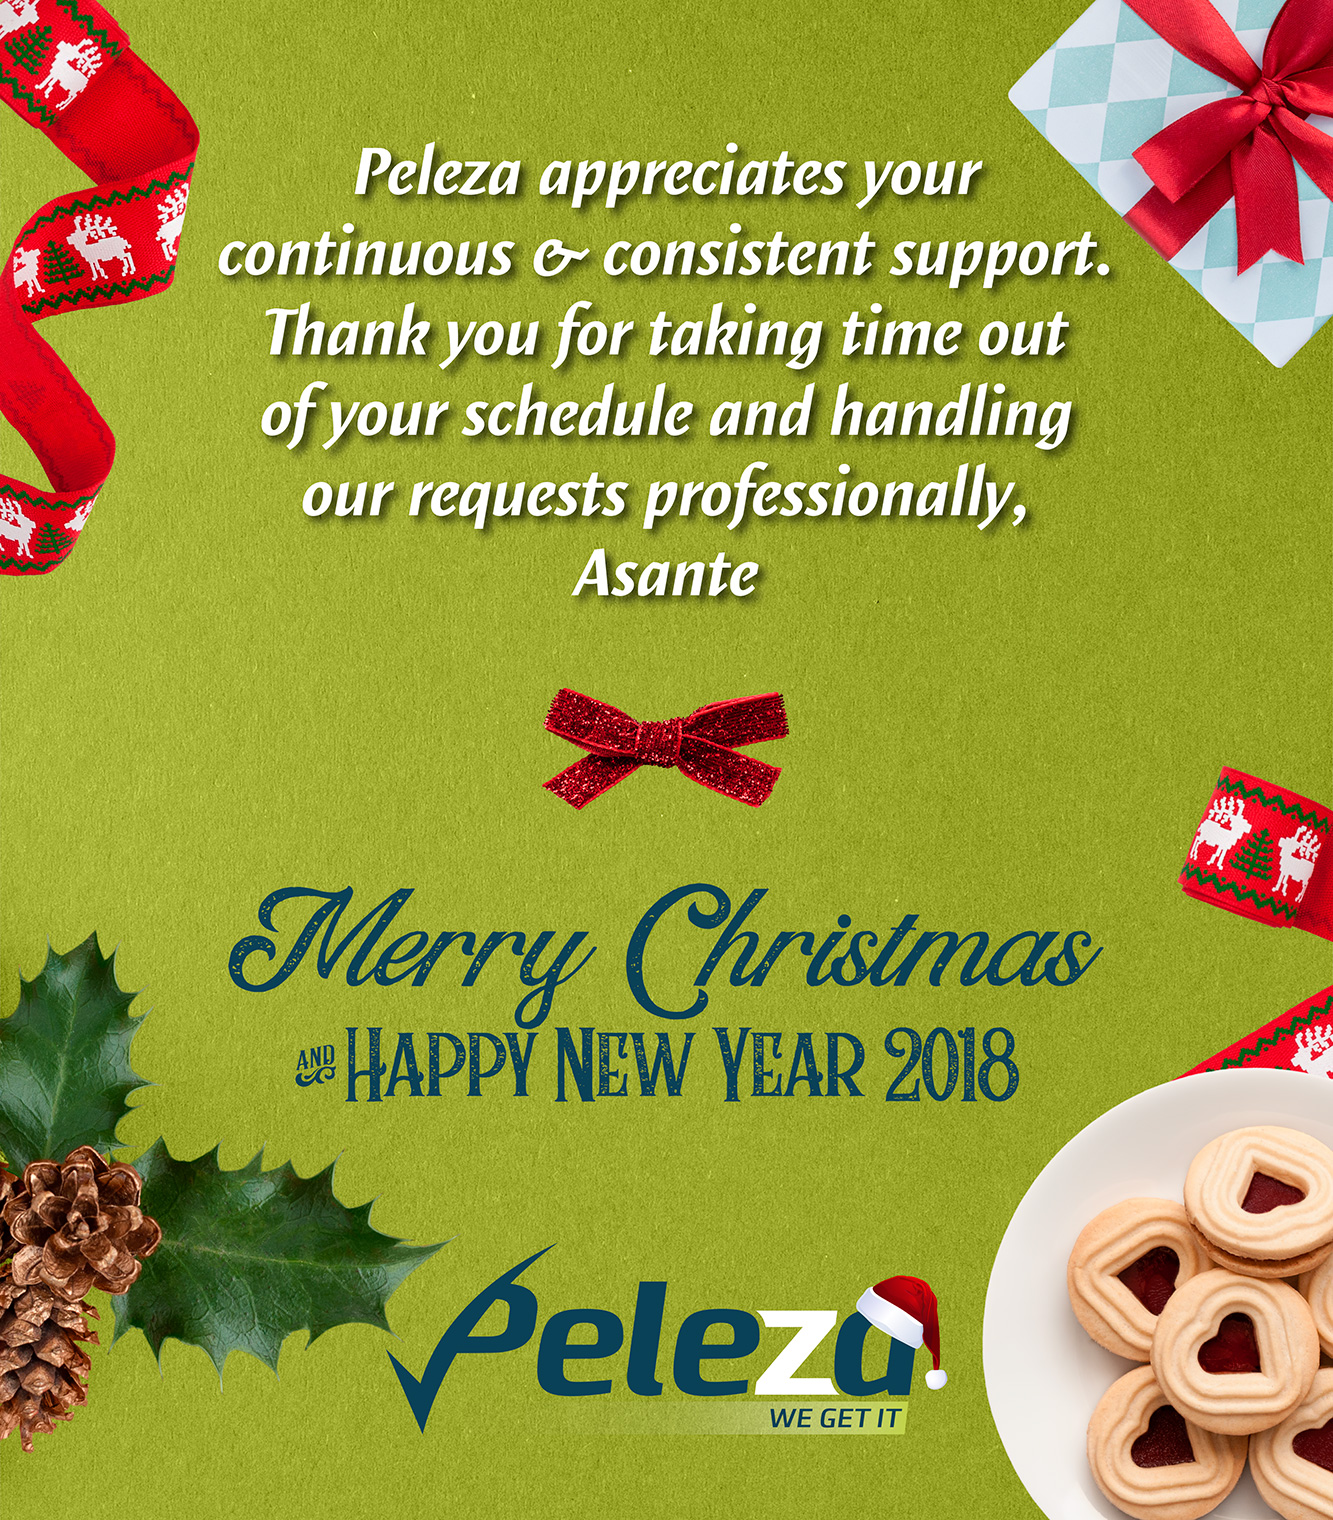 Peleza appreciates your
continuous & consistent support.
Thank you for taking time out
of your schedule and handling
our requests professionally,
Asante
Merry Christmas
AND HAPPY NEW YEAR 2018
Peleza
WE GET IT